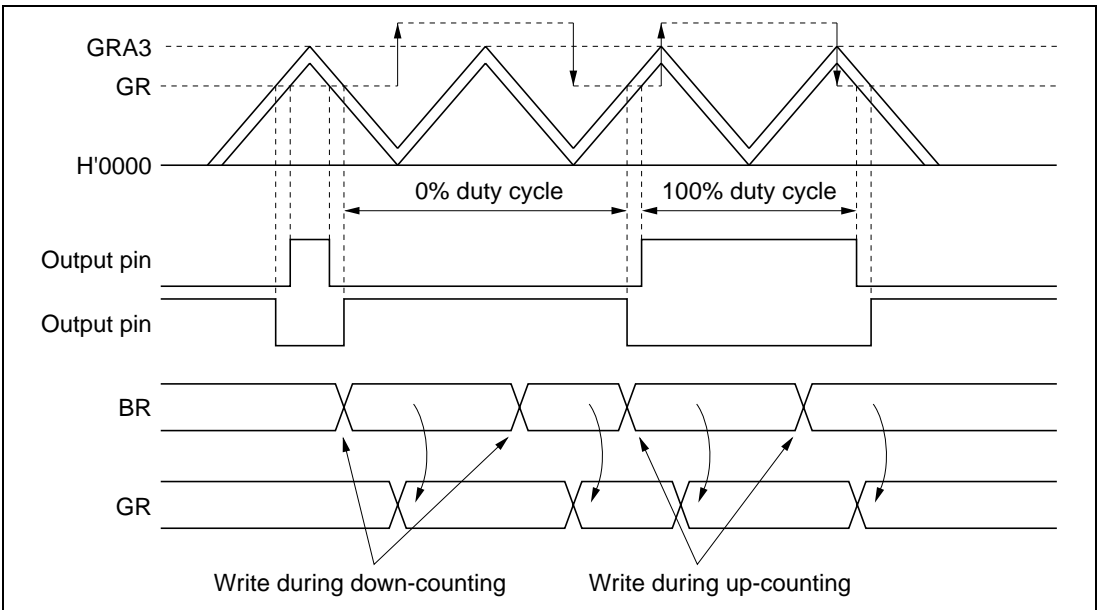 GRA3
GR
H'0000
0% duty cycle
100% duty cycle
Output pin
Output pin
BR
GR
Write during down-counting
Write during up-counting